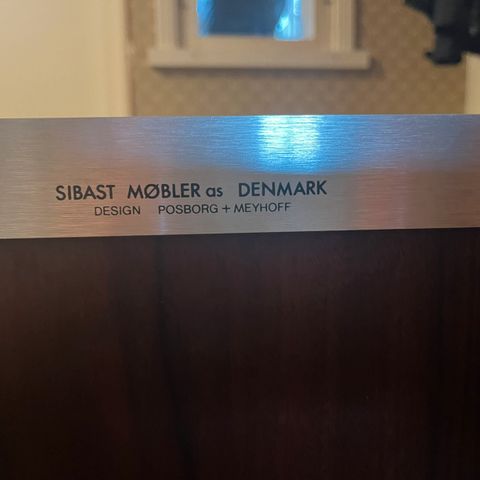 SIBAST MØBLER as DENMARK
DESIGN POSBORG + MEYHOFF